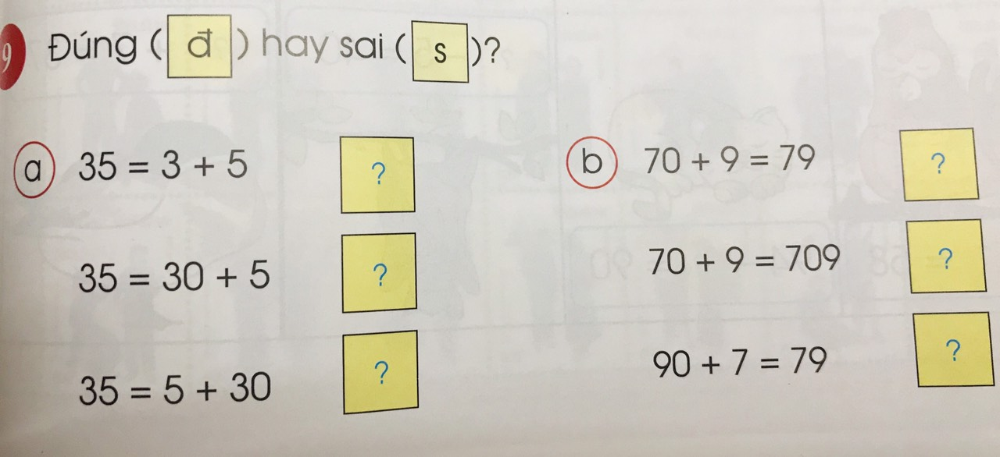 9 Đúng ( đ ) hay sai ( s )?
a 35 = 3 + 5 ?
35 = 30 + 5 ?
35 = 5 + 30 ?
b 70 + 9 = 79 ?
70 + 9 = 709 ?
90 + 7 = 79 ?